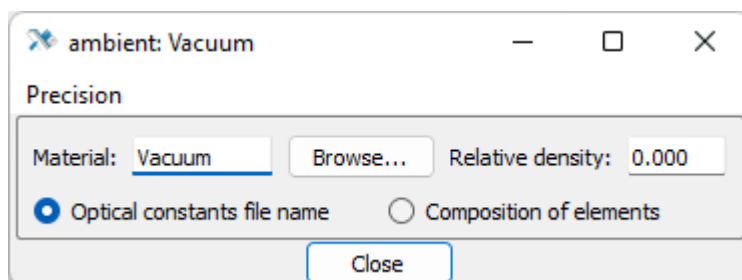 ambient: Vacuum
Precision
Material: Vacuum Browse... Relative density: 0.000
Optical constants file name Composition of elements
Close